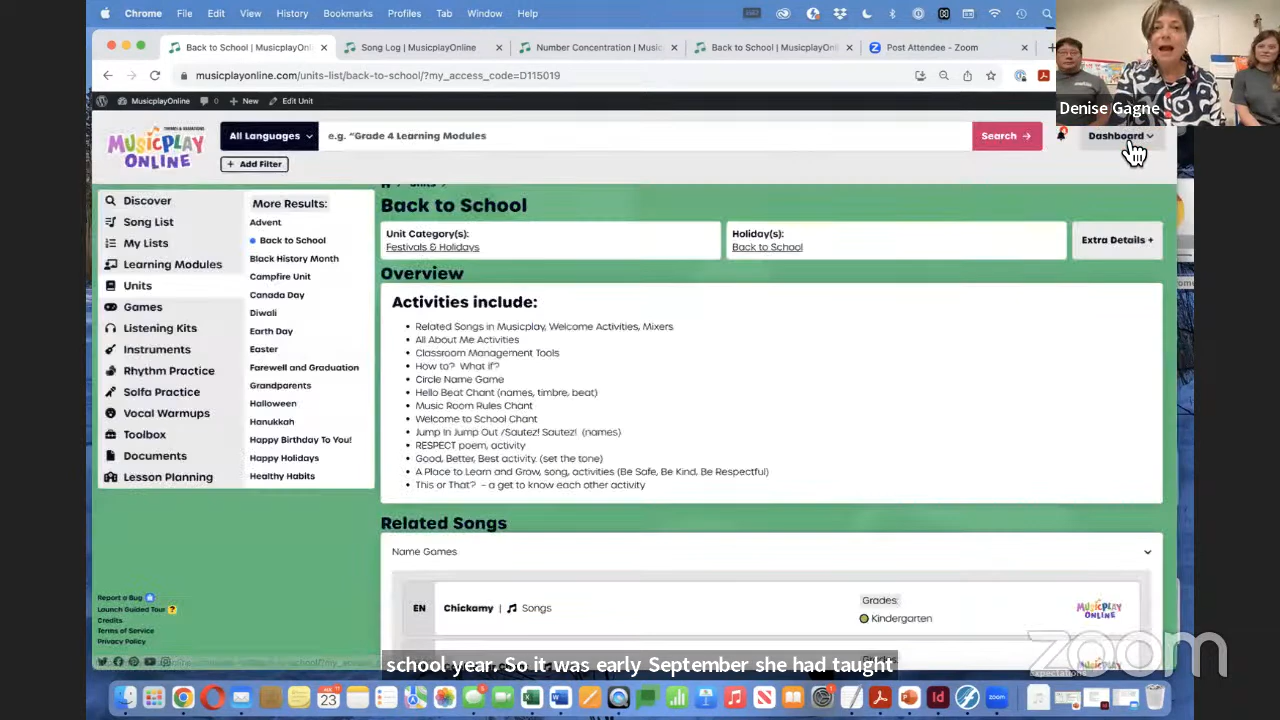 Chrome File Edit View History Bookmarks Profiles Tab Window Help
Back to School | MusicplayOnl × Song Log | MusicplayOnline × Number Concentration | Music × Back to School | MusicplayOnli × Post Attendee - Zoom ×
musicplayonline.com/units-list/back-to-school/?my_access_code=D115019
MusicplayOnline 0 + New Edit Unit
Denise Gagne
THEMES & VARIATIONS
MUSICPLAY
ONLINE
All Languages
e.g. "Grade 4 Learning Modules
Search →
Dashboard
+ Add Filter
Discover
Song List
My Lists
Learning Modules
Units
Games
Listening Kits
Instruments
Rhythm Practice
Solfa Practice
Vocal Warmups
Toolbox
Documents
Lesson Planning
More Results:
Advent
Back to School
Black History Month
Campfire Unit
Canada Day
Diwali
Earth Day
Easter
Farewell and Graduation
Grandparents
Halloween
Hanukkah
Happy Birthday To You!
Happy Holidays
Healthy Habits
Back to School
Unit Category(s):
Festivals & Holidays
Holiday(s):
Back to School
Extra Details +
Overview
Activities include:
• Related Songs in Musicplay, Welcome Activities, Mixers
• All About Me Activities
• Classroom Management Tools
• How to? What if?
• Circle Name Game
• Hello Beat Chant (names, timbre, beat)
• Music Room Rules Chant
• Welcome to School Chant
• Jump In Jump Out /Sautez! Sautez! (names)
• RESPECT poem, activity
• Good, Better, Best activity. (set the tone)
• A Place to Learn and Grow, song, activities (Be Safe, Be Kind, Be Respectful)
• This or That? – a get to know each other activity
Related Songs
Name Games
EN Chickamy | Songs
Grades:
Kindergarten
MUSICPLAY
ONLINE
Report a Bug
Launch Guided Tour ?
Credits
Terms of Service
Privacy Policy
school year. So it was early September she had taught
zoom